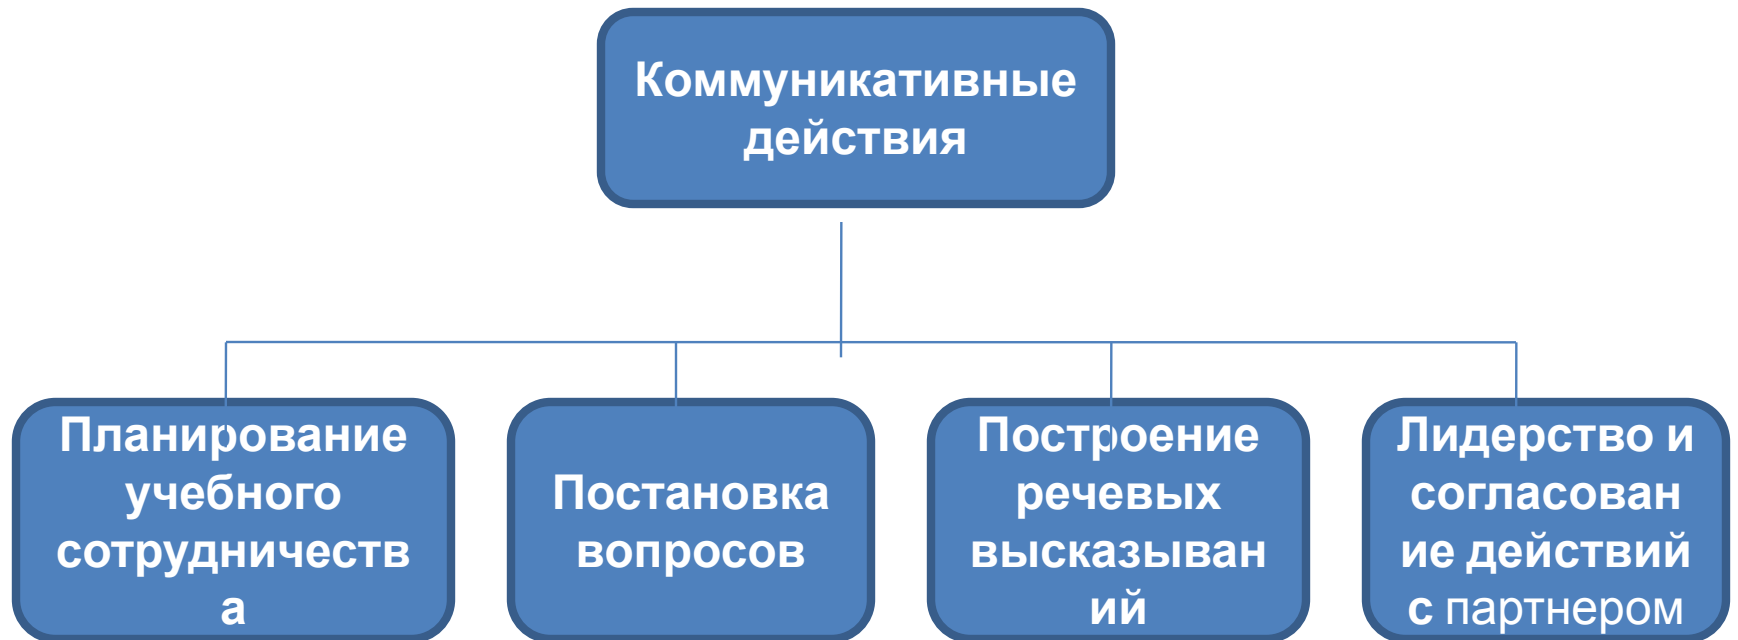 Коммуникативные
действия
Планирование
учебного
сотрудничеств
а
Постановка
вопросов
Построение
речевых
высказыван
ий
Лидерство и
согласован
ие действий
с партнером